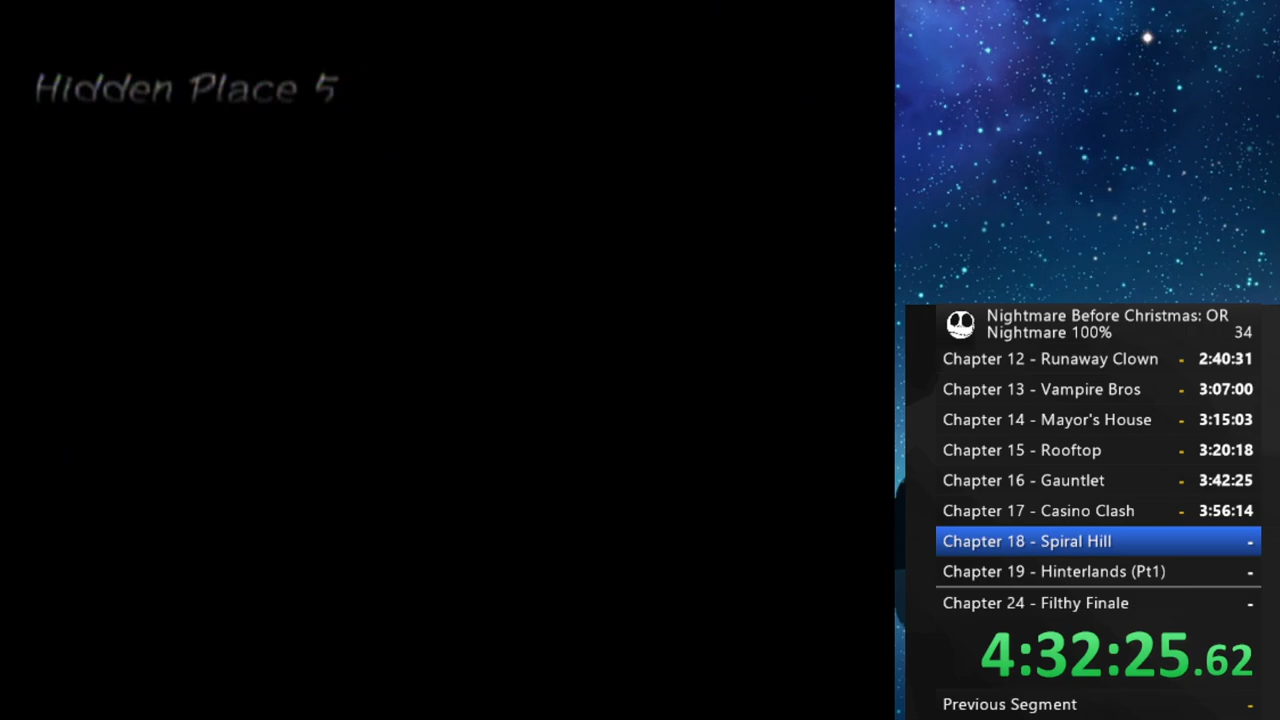 Hidden Place 5
Nightmare Before Christmas: OR
Nightmare 100% 34
Chapter 12 - Runaway Clown - 2:40:31
Chapter 13 - Vampire Bros - 3:07:00
Chapter 14 - Mayor's House - 3:15:03
Chapter 15 - Rooftop - 3:20:18
Chapter 16 - Gauntlet - 3:42:25
Chapter 17 - Casino Clash - 3:56:14
Chapter 18 - Spiral Hill -
Chapter 19 - Hinterlands (Pt1) -
Chapter 24 - Filthy Finale -
4:32:25.62
Previous Segment -